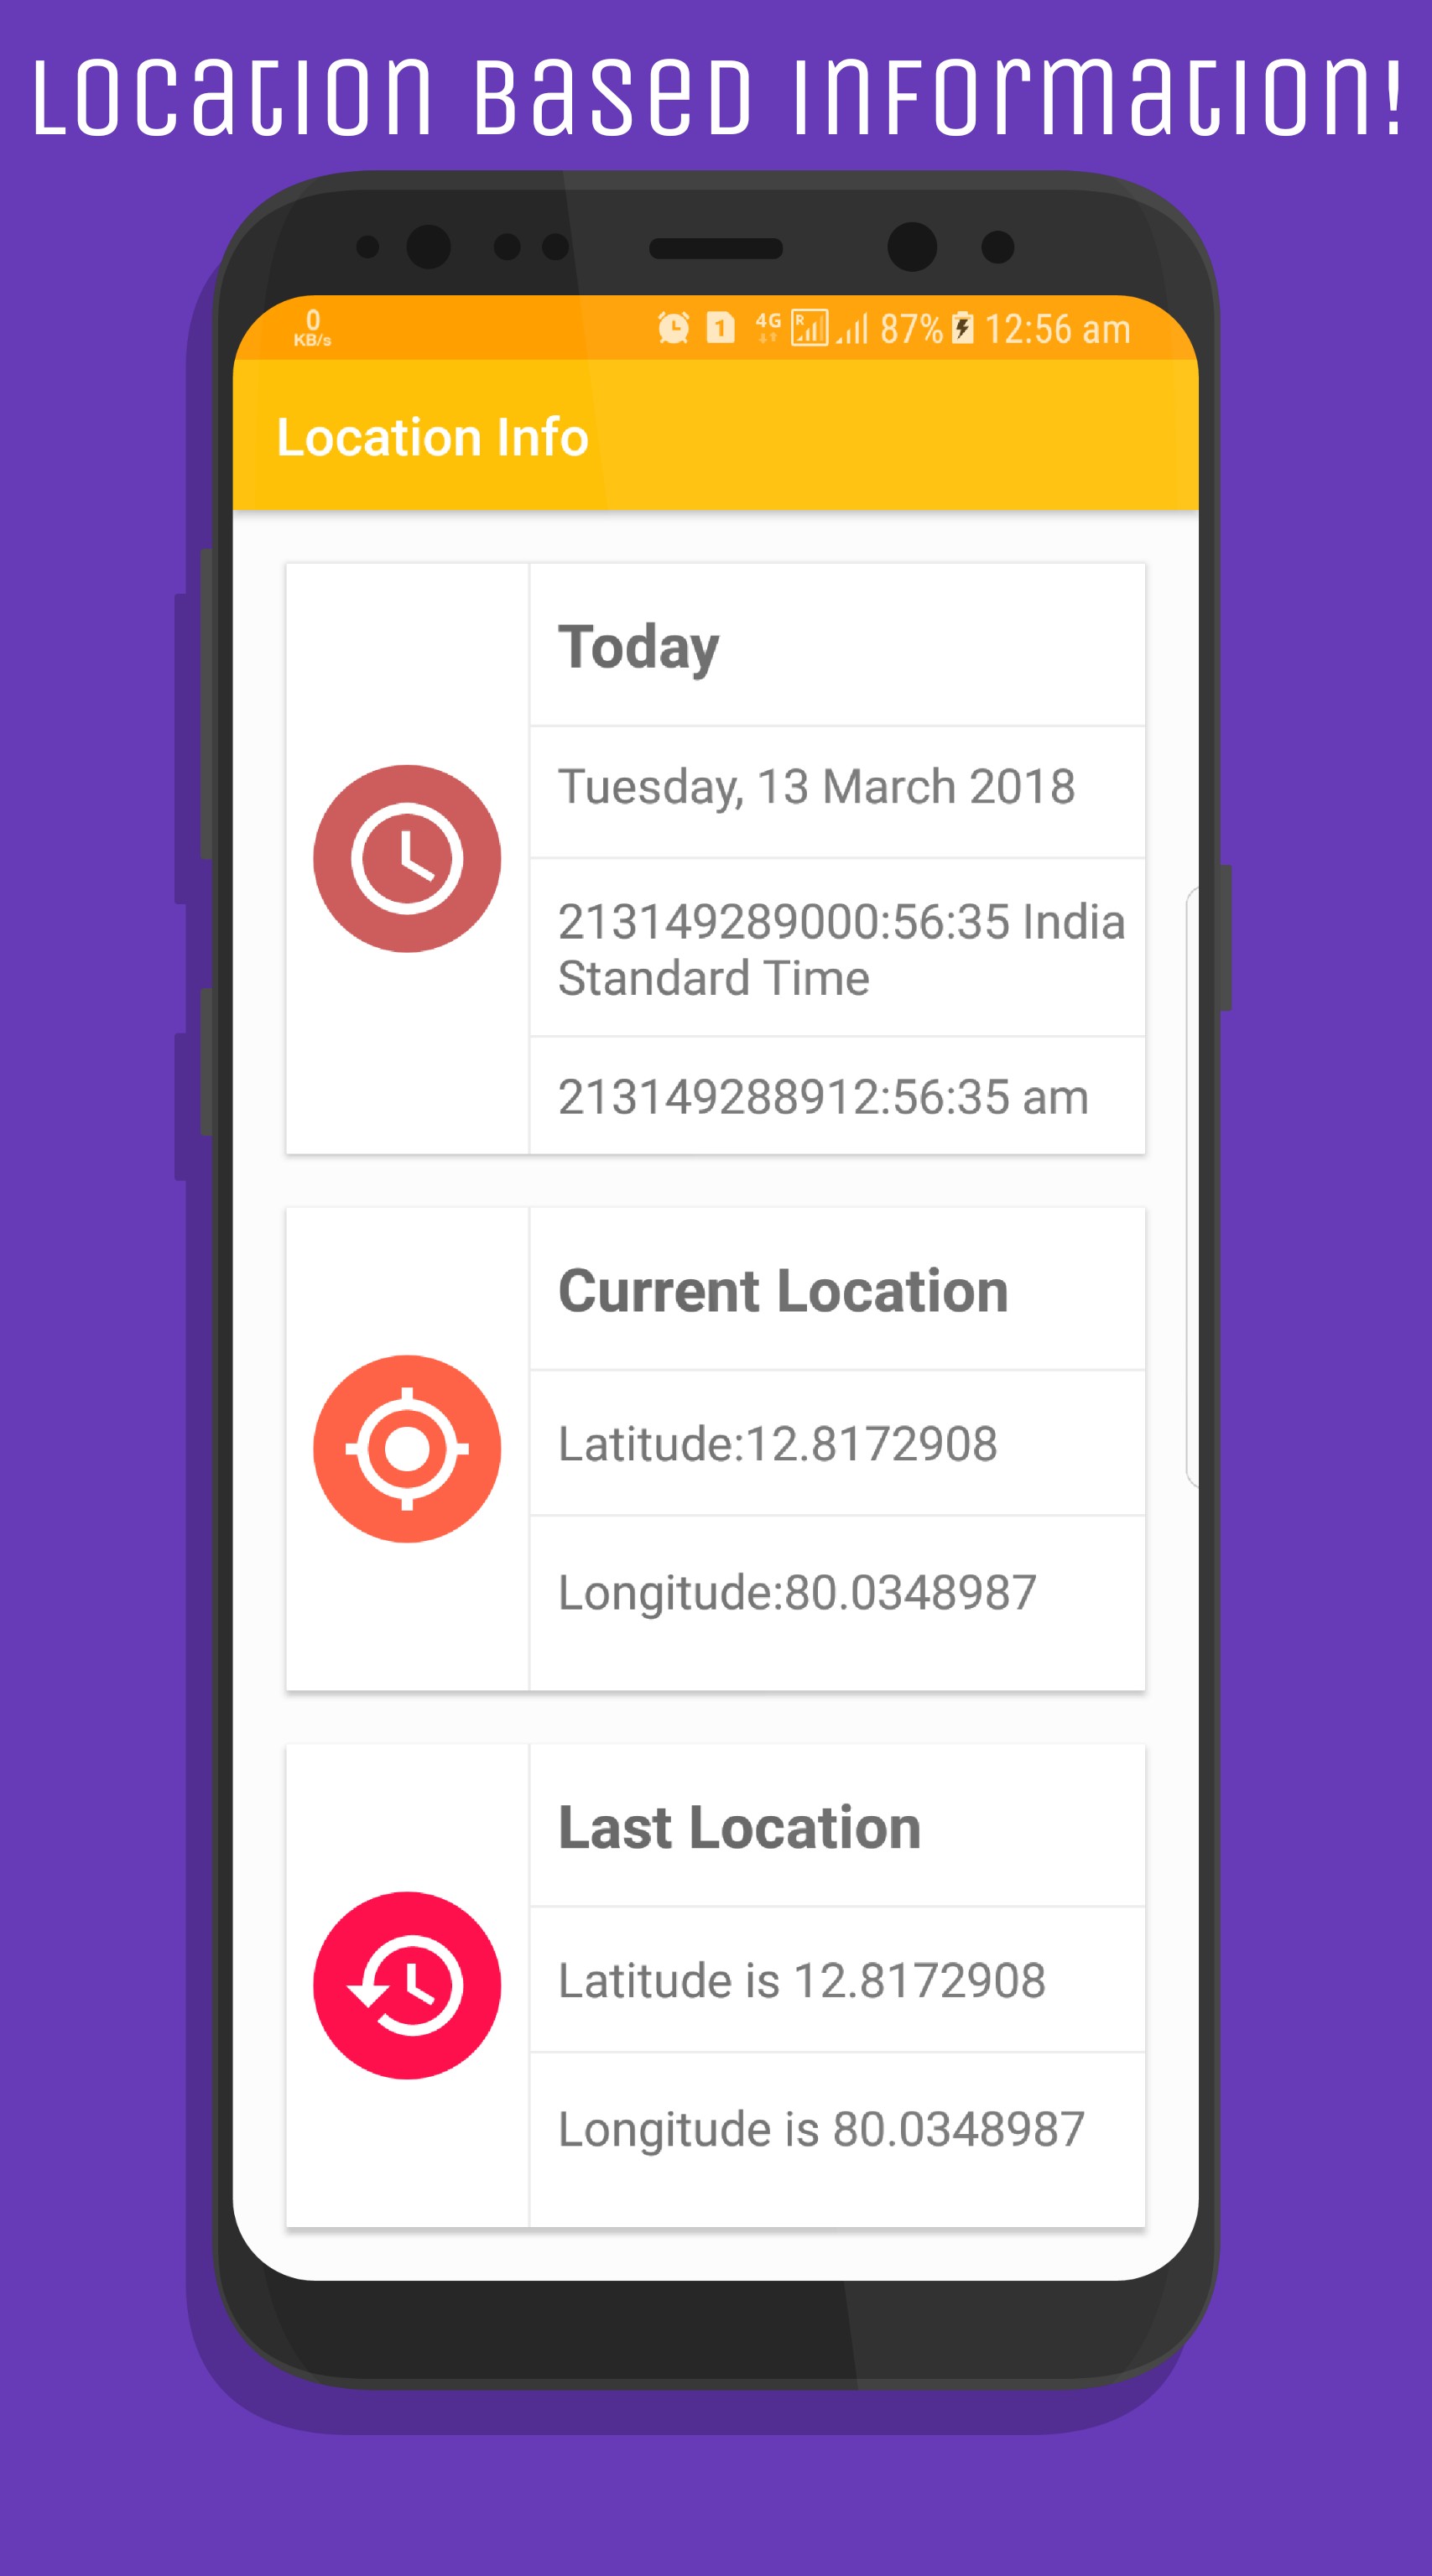 Location Based Information!
0
KB/s
1 4G R 87% 12:56 am
Location Info
Today
Tuesday, 13 March 2018
213149289000:56:35 India
Standard Time
213149288912:56:35 am
Current Location
Latitude:12.8172908
Longitude:80.0348987
Last Location
Latitude is 12.8172908
Longitude is 80.0348987